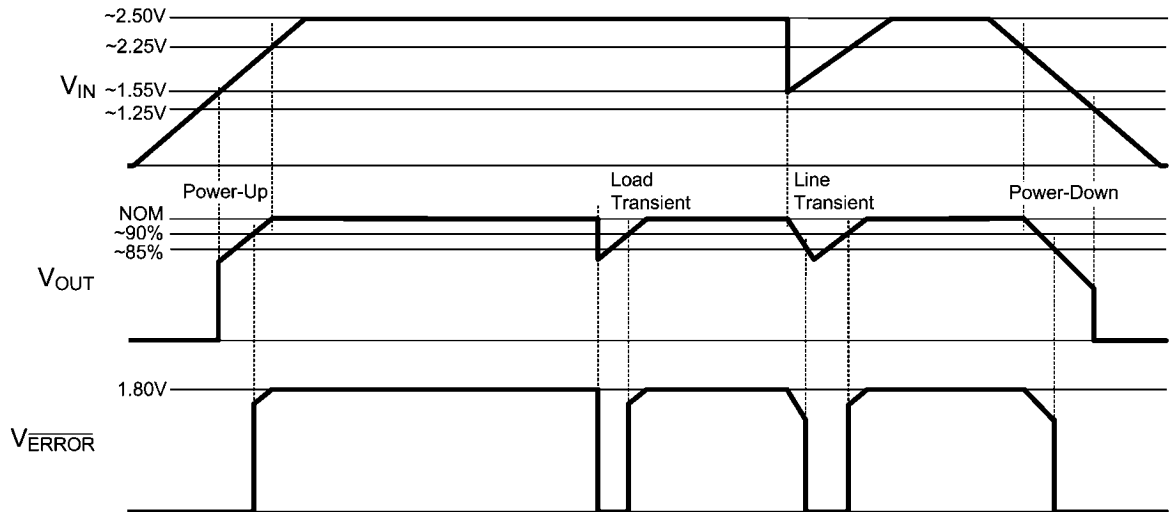 ~2.50V
~2.25V
VIN
~1.55V
~1.25V
Power-Up
Load
Transient
Line
Transient
Power-Down
NOM
~90%
~85%
VOUT
1.80V
VERROR